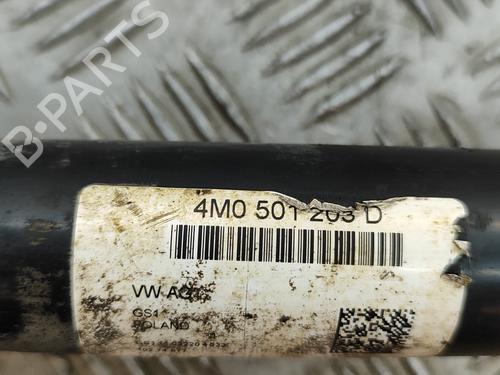 B-PARTS
4M0 501 203 D
VW AG
GS1
POLAND